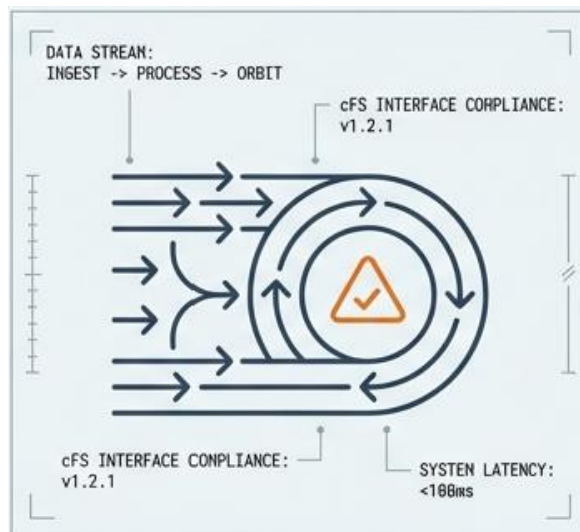 DATA STREAM:
INGEST -> PROCESS -> ORBIT
cFS INTERFACE COMPLIANCE:
v1.2.1
cFS INTERFACE CONPLIANCE:
v1.2.1
SYSTEN LATENCY:
<100ms